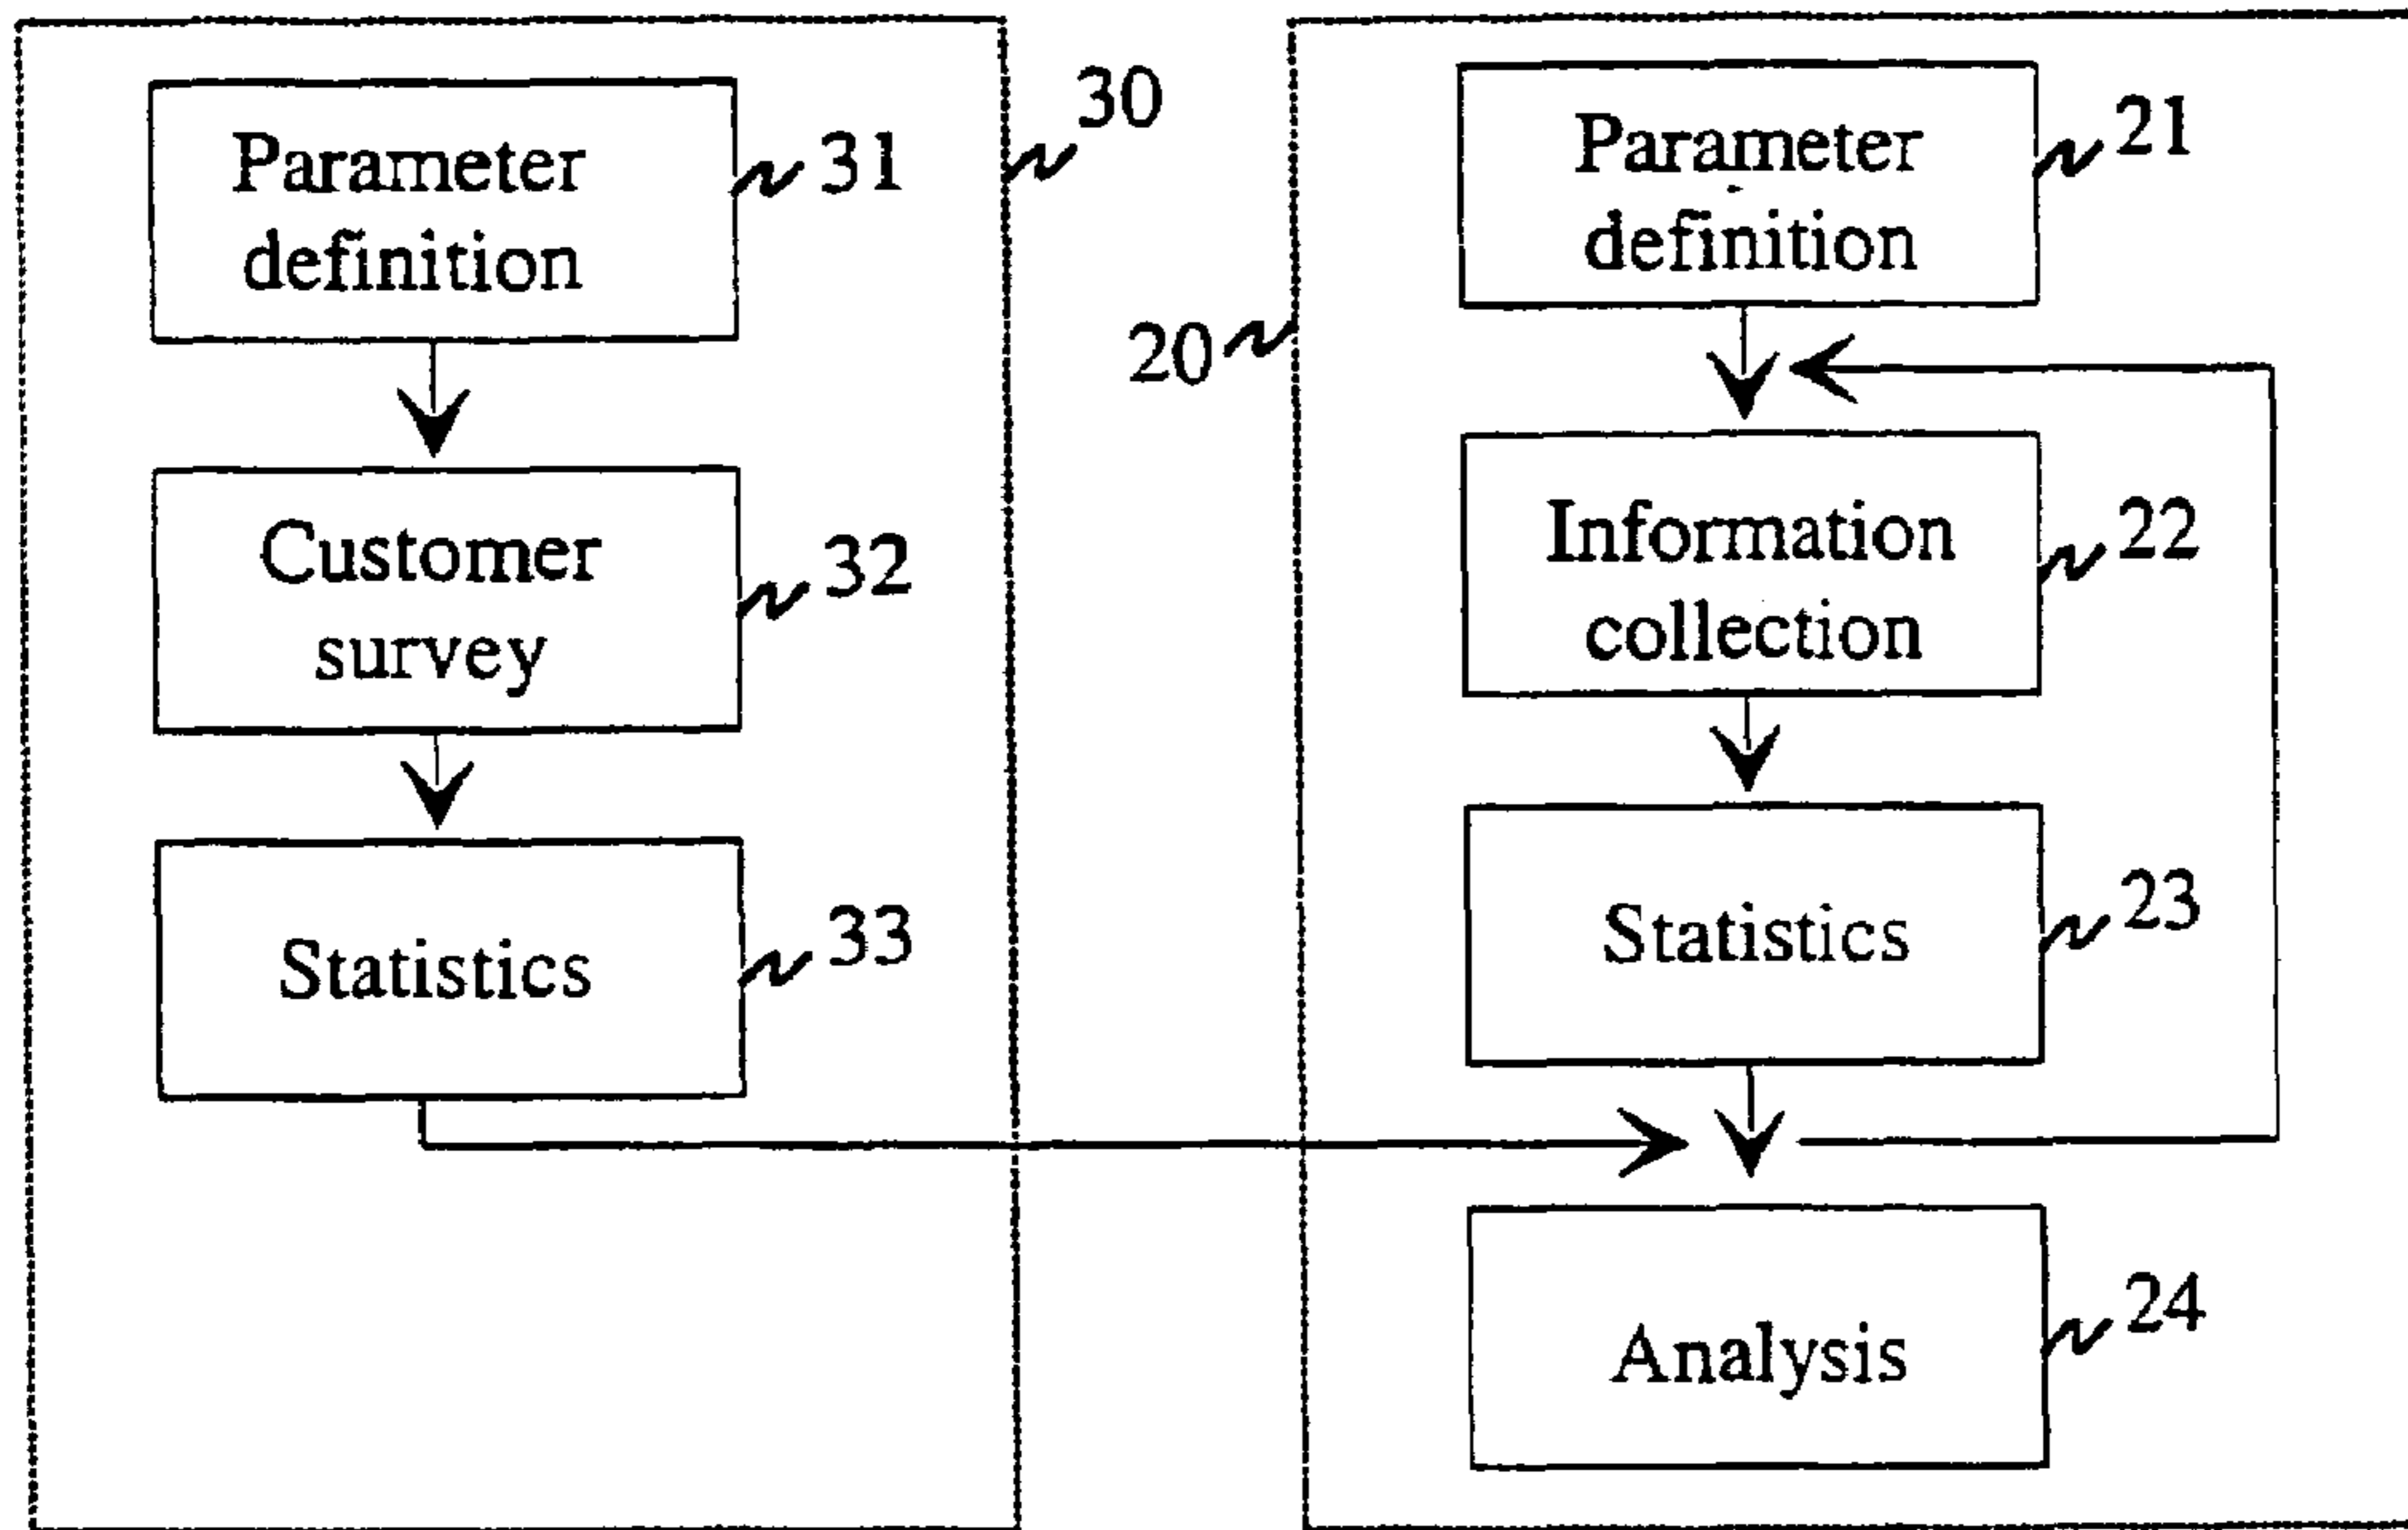 Parameter
definition
31
30
Customer
survey
32
Statistics
33
20
Parameter
definition
21
Information
collection
22
Statistics
23
Analysis
24